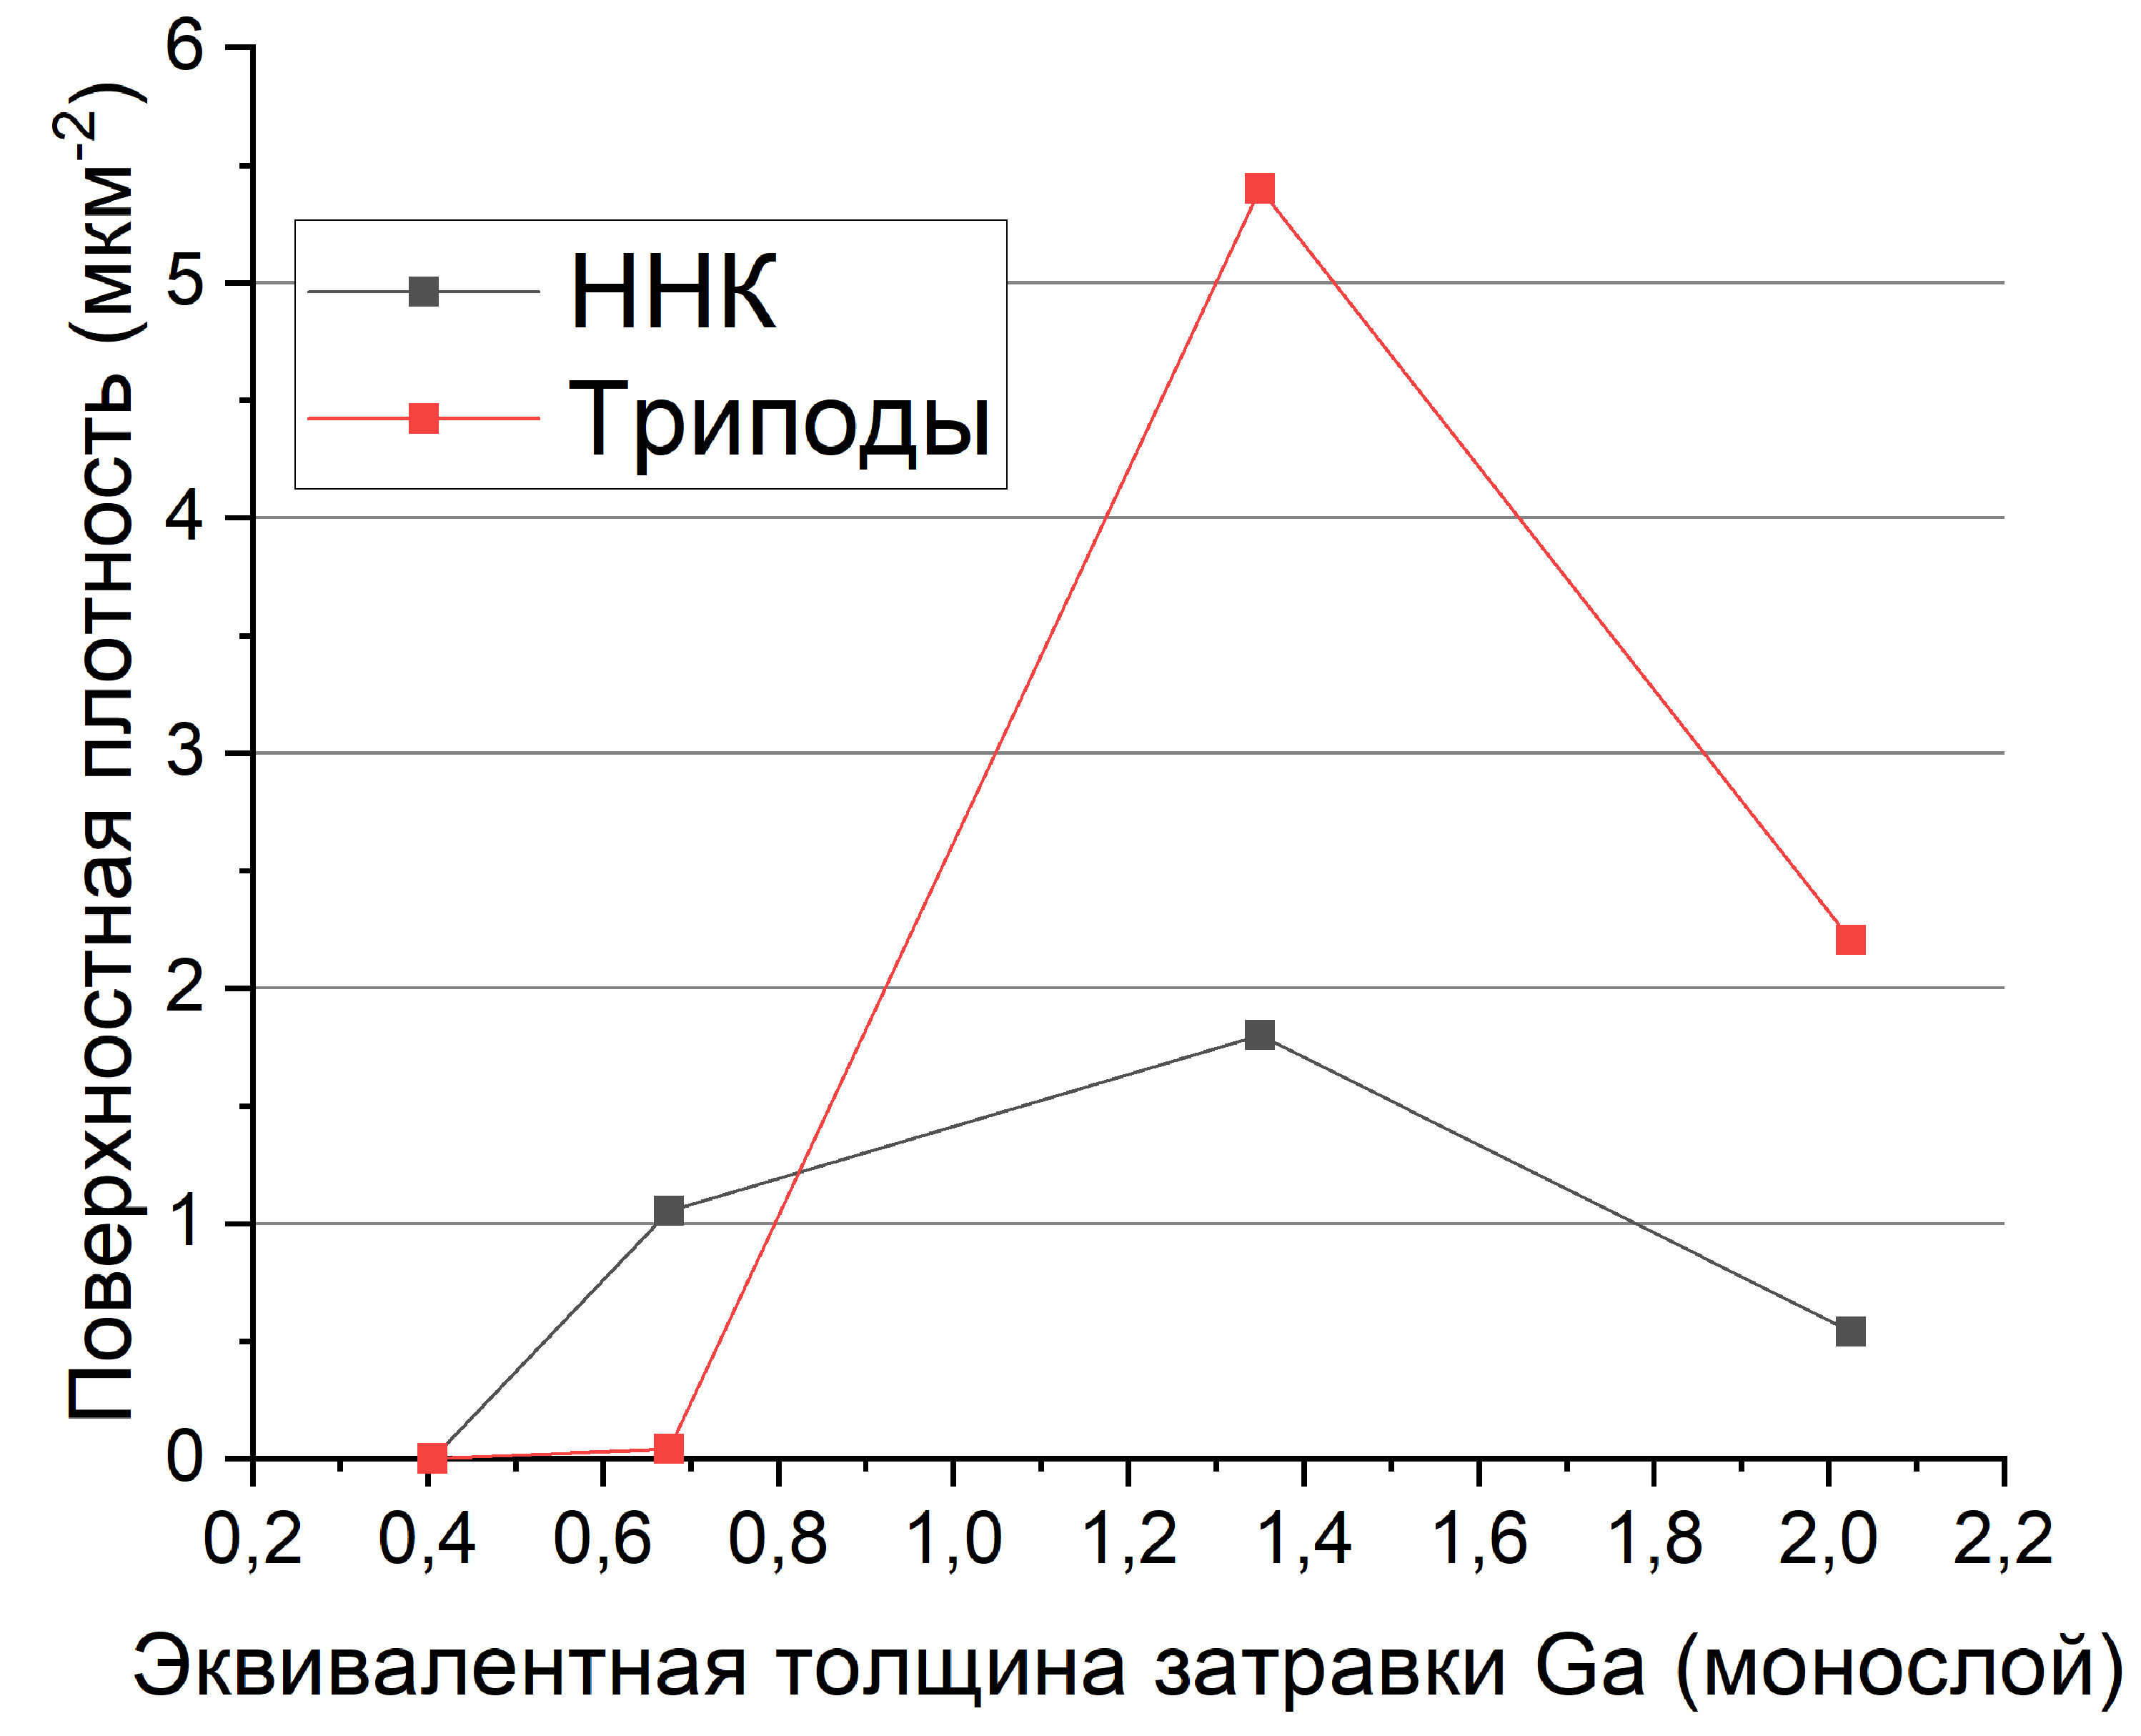 Поверхностная плотность (мкм⁻²)
6
5
4
3
2
1
0
ННК
Триподы
0,2 0,4 0,6 0,8 1,0 1,2 1,4 1,6 1,8 2,0 2,2
Эквивалентная толщина затравки Ga (монослой)